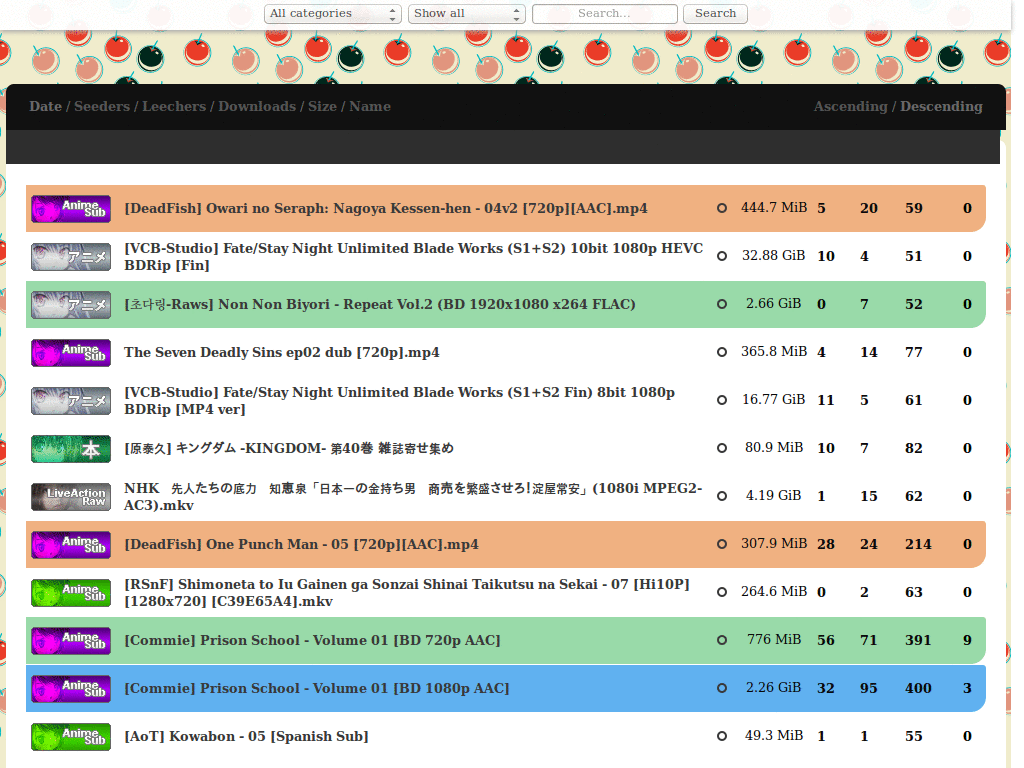 All categories Show all Search... Search
Date / Seeders / Leechers / Downloads / Size / Name Ascending / Descending
Anime Sub [DeadFish] Owari no Seraph: Nagoya Kessen-hen - 04v2 [720p][AAC].mp4 444.7 MiB 5 20 59 0
アニメ [VCB-Studio] Fate/Stay Night Unlimited Blade Works (S1+S2) 10bit 1080p HEVC
BDRip [Fin] 32.88 GiB 10 4 51 0
アニメ [초다링-Raws] Non Non Biyori - Repeat Vol.2 (BD 1920x1080 x264 FLAC) 2.66 GiB 0 7 52 0
Anime Sub The Seven Deadly Sins ep02 dub [720p].mp4 365.8 MiB 4 14 77 0
アニメ [VCB-Studio] Fate/Stay Night Unlimited Blade Works (S1+S2 Fin) 8bit 1080p
BDRip [MP4 ver] 16.77 GiB 11 5 61 0
本 [原泰久] キングダム -KINGDOM- 第40巻 雑誌寄せ集め 80.9 MiB 10 7 82 0
LiveAction Raw NHK　先人たちの底力　知恵泉「日本一の金持ち男　商売を繁盛させろ!淀屋常安」(1080i MPEG2-
AC3).mkv 4.19 GiB 1 15 62 0
Anime Sub [DeadFish] One Punch Man - 05 [720p][AAC].mp4 307.9 MiB 28 24 214 0
Anime Sub [RSnF] Shimoneta to Iu Gainen ga Sonzai Shinai Taikutsu na Sekai - 07 [Hi10P]
[1280x720] [C39E65A4].mkv 264.6 MiB 0 2 63 0
Anime Sub [Commie] Prison School - Volume 01 [BD 720p AAC] 776 MiB 56 71 391 9
Anime Sub [Commie] Prison School - Volume 01 [BD 1080p AAC] 2.26 GiB 32 95 400 3
Anime Sub [AoT] Kowabon - 05 [Spanish Sub] 49.3 MiB 1 1 55 0